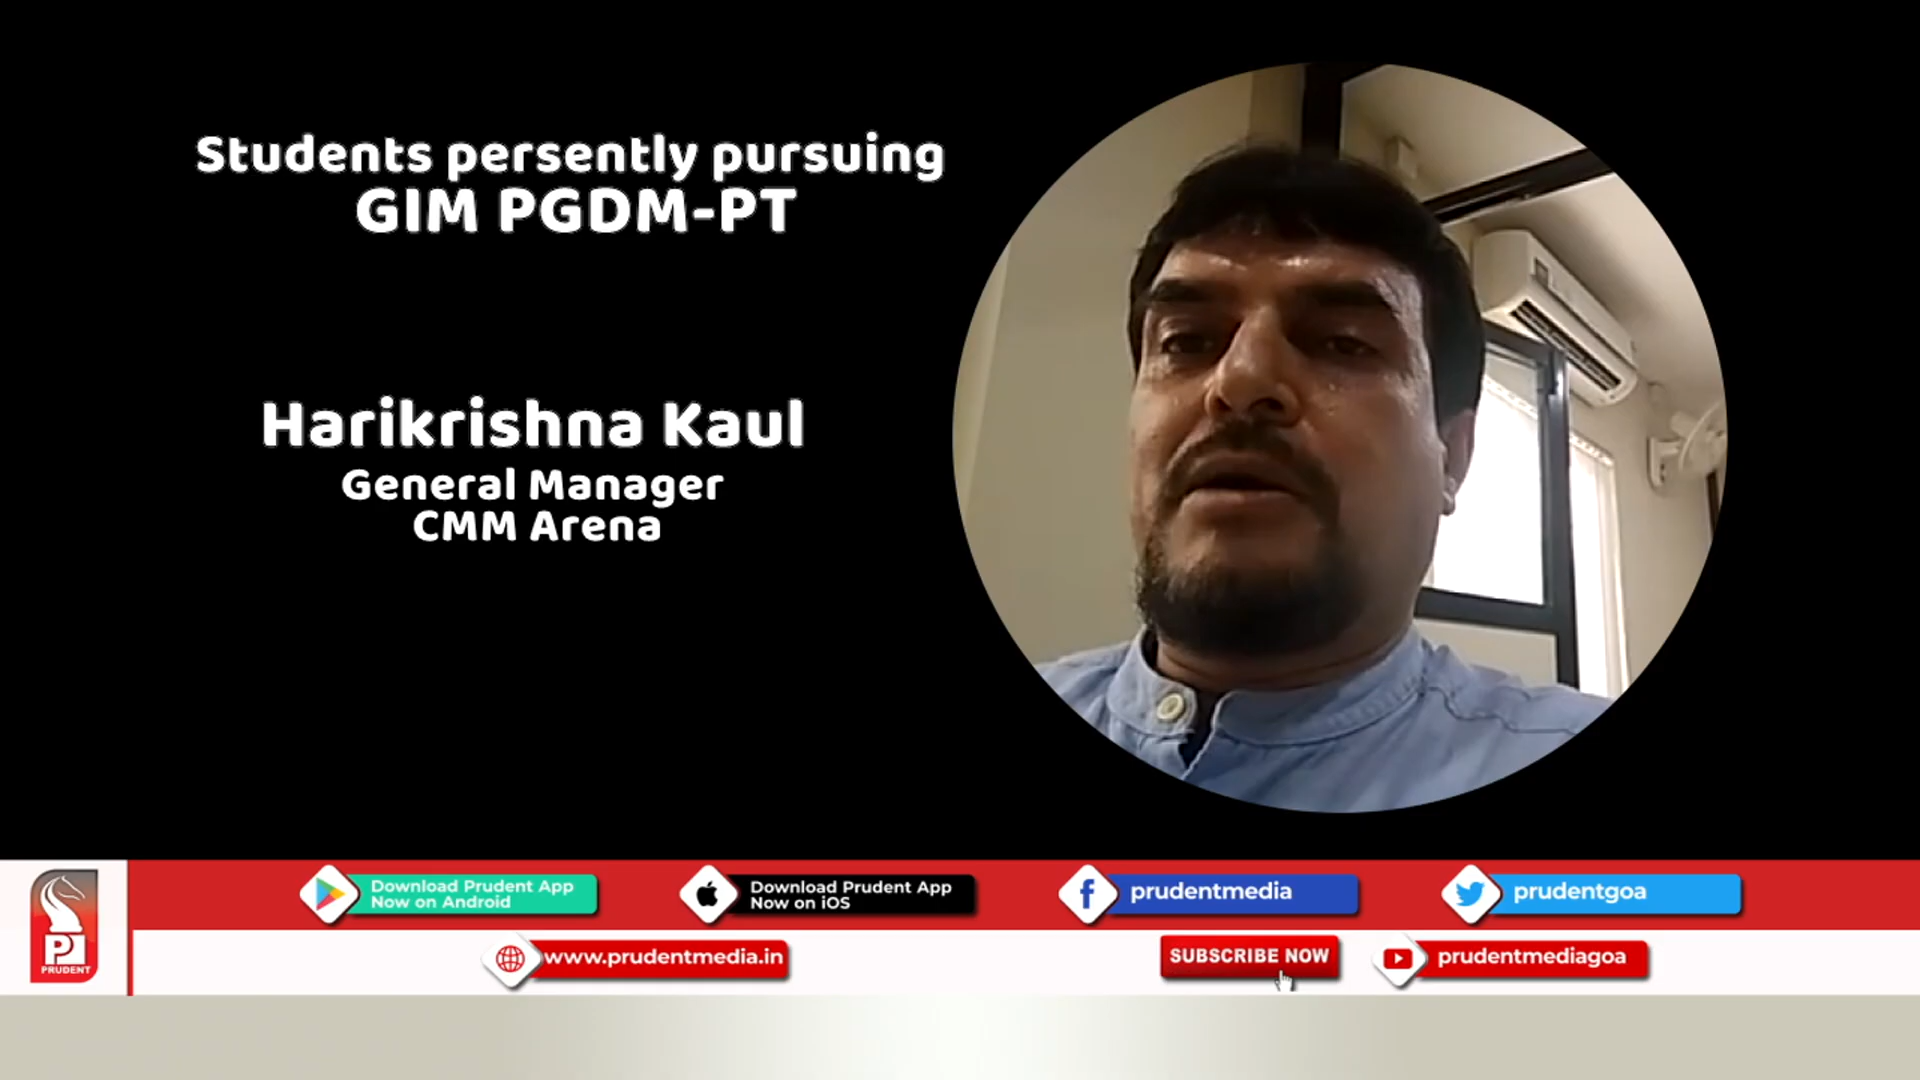 Students persently pursuing
GIM PGDM-PT
Harikrishna Kaul
General Manager
CMM Arena
PJ
PRUDENT
Download Prudent App
Now on Android
Download Prudent App
Now on iOS
prudentmedia
prudentgoa
www.prudentmedia.in
SUBSCRIBE NOW
prudentmediagoa